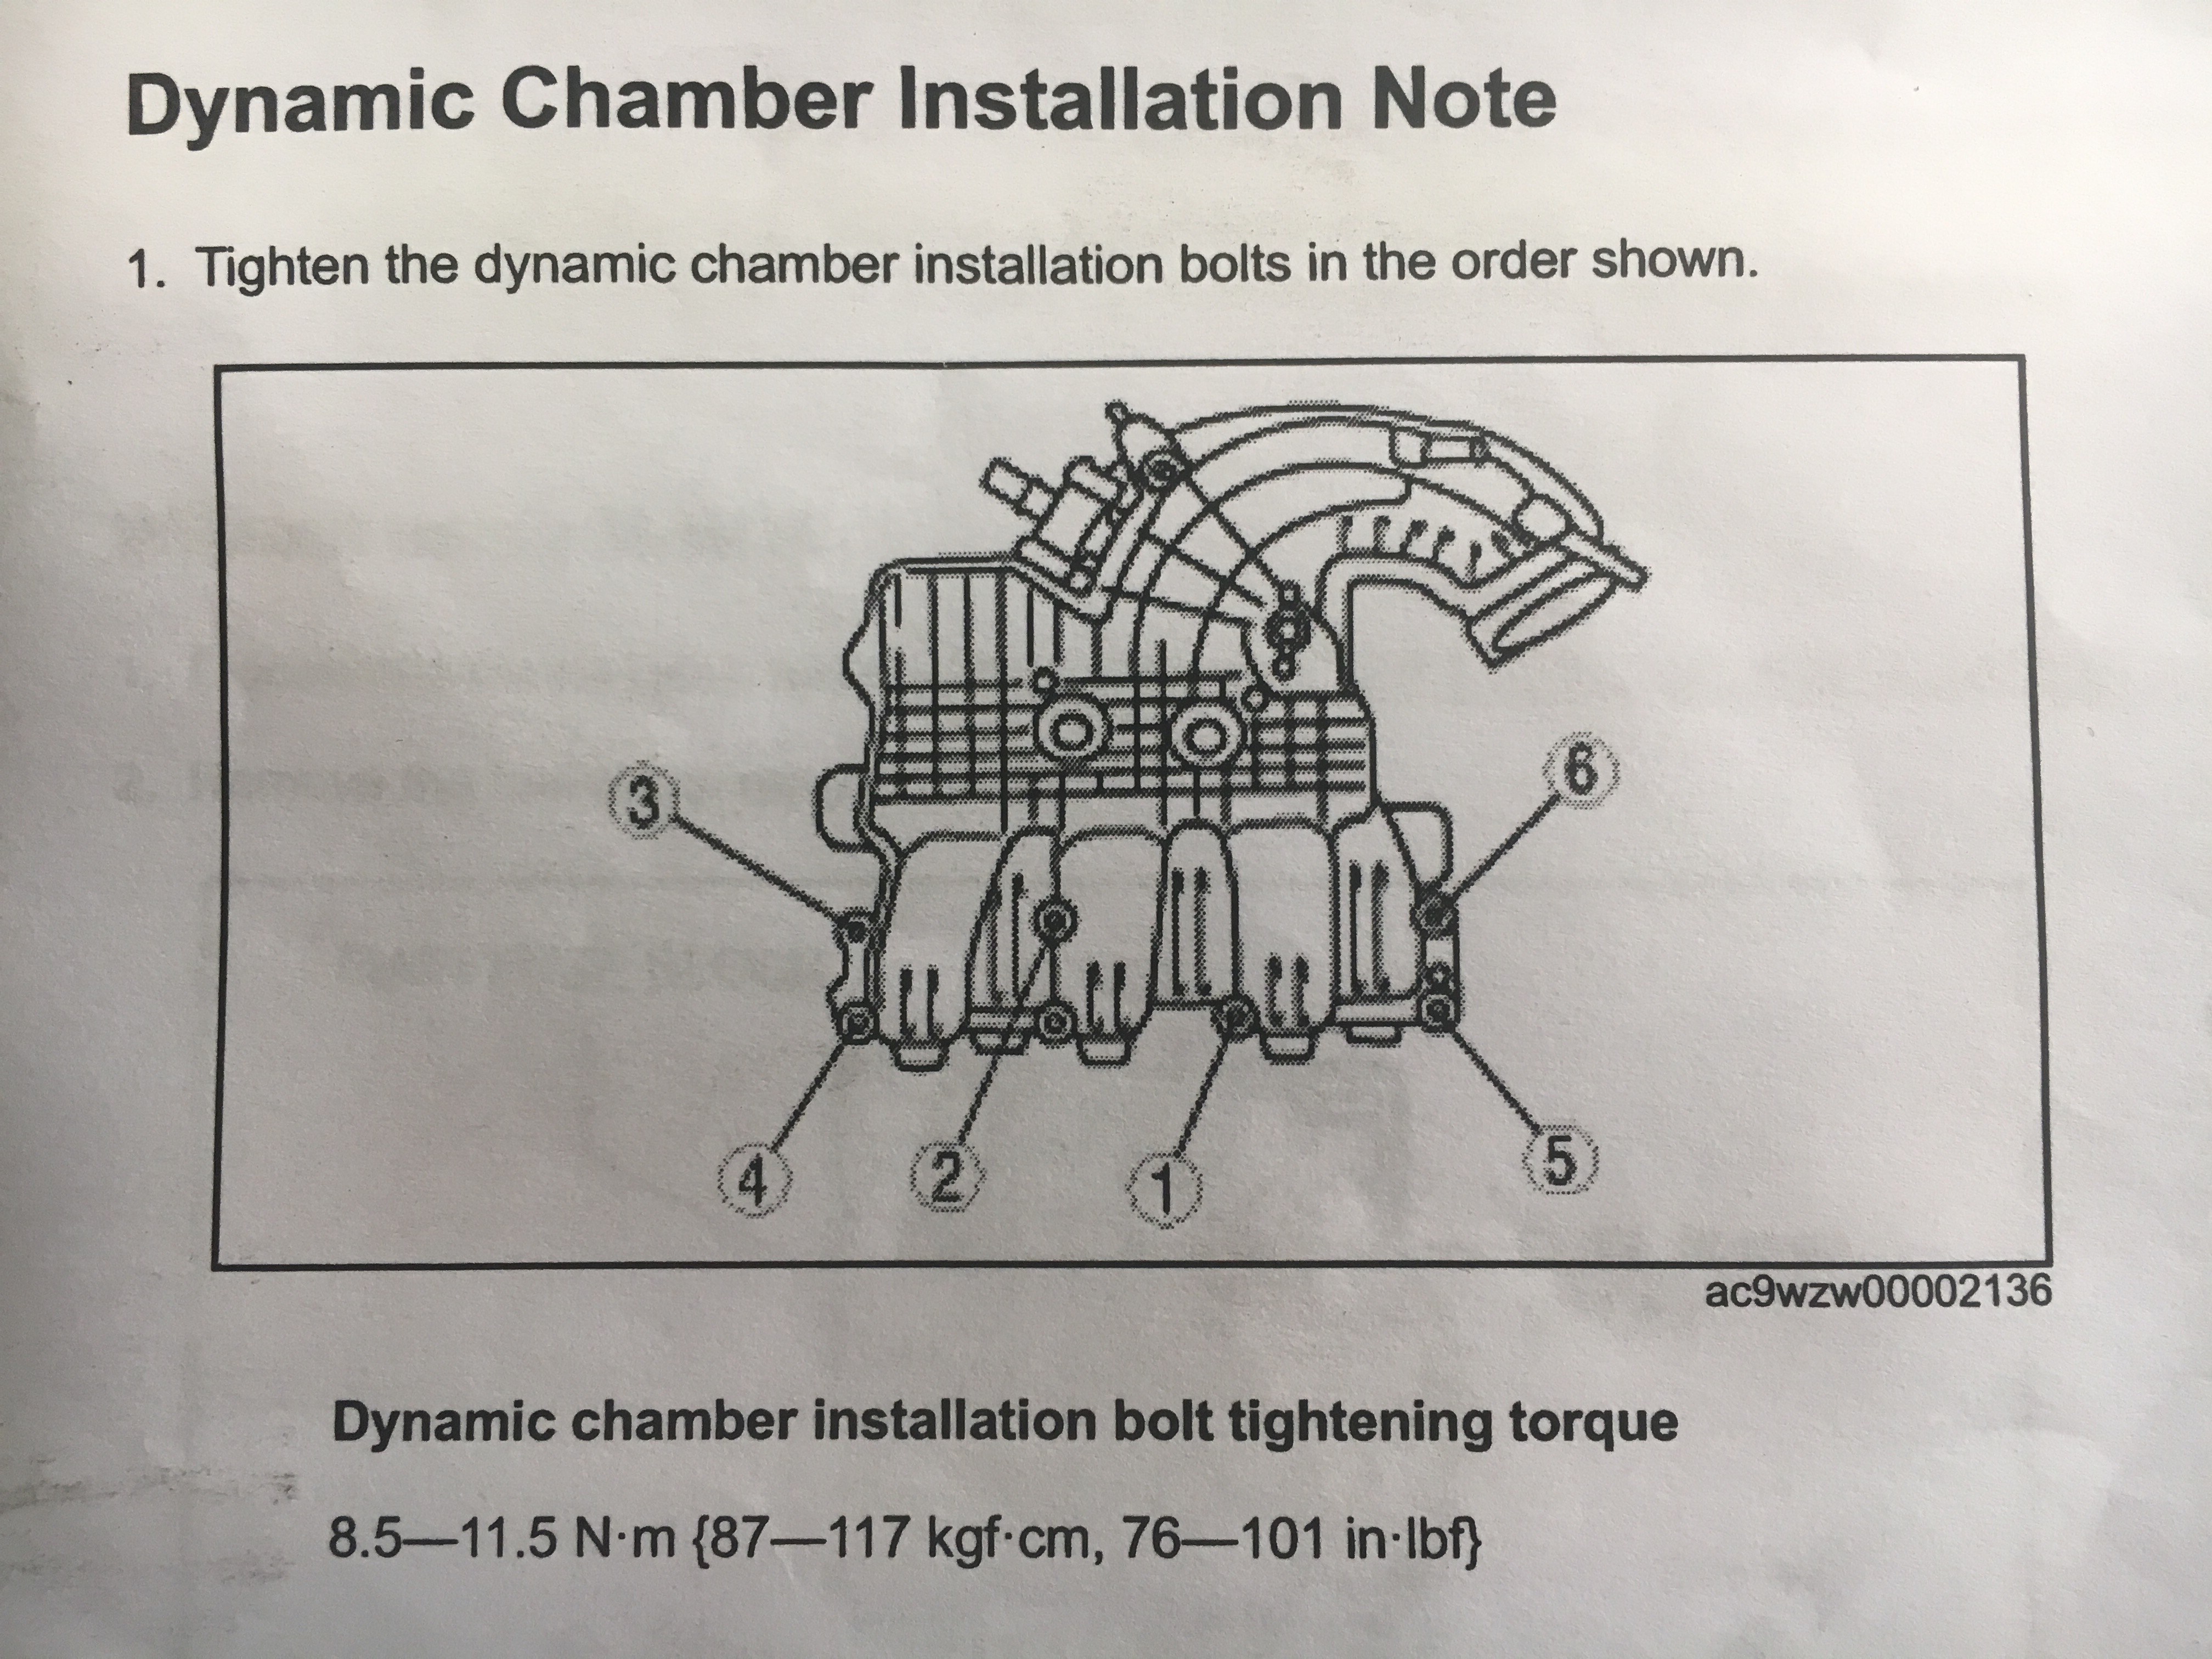 Dynamic Chamber Installation Note
1. Tighten the dynamic chamber installation bolts in the order shown.
3
6
4
2
1
5
ac9wzw00002136
Dynamic chamber installation bolt tightening torque
8.5—11.5 N·m {87—117 kgf·cm, 76—101 in·lbf}